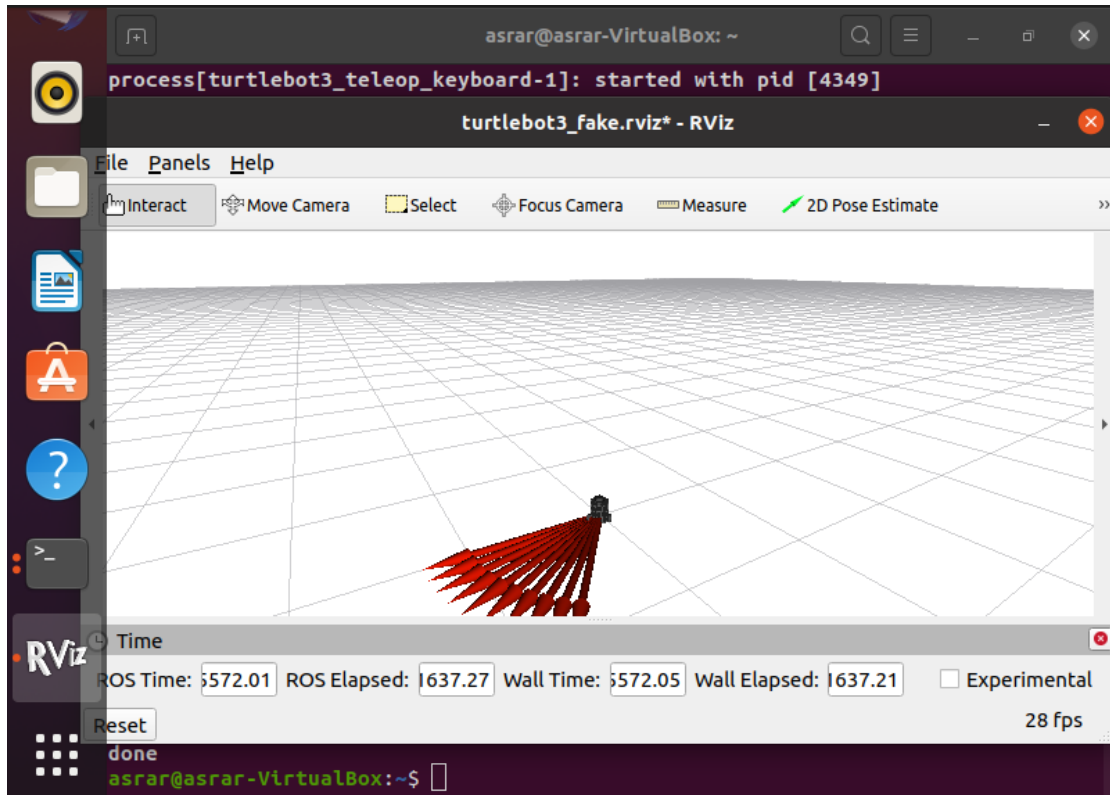 asrar@asrar-VirtualBox: ~
process[turtlebot3_teleop_keyboard-1]: started with pid [4349]
turtlebot3_fake.rviz* - RViz
File Panels Help
Interact Move Camera Select Focus Camera Measure 2D Pose Estimate »
Time
ROS Time: 5572.01 ROS Elapsed: 1637.27 Wall Time: 5572.05 Wall Elapsed: 1637.21 Experimental
RViz
Reset 28 fps
done
asrar@asrar-VirtualBox:~$